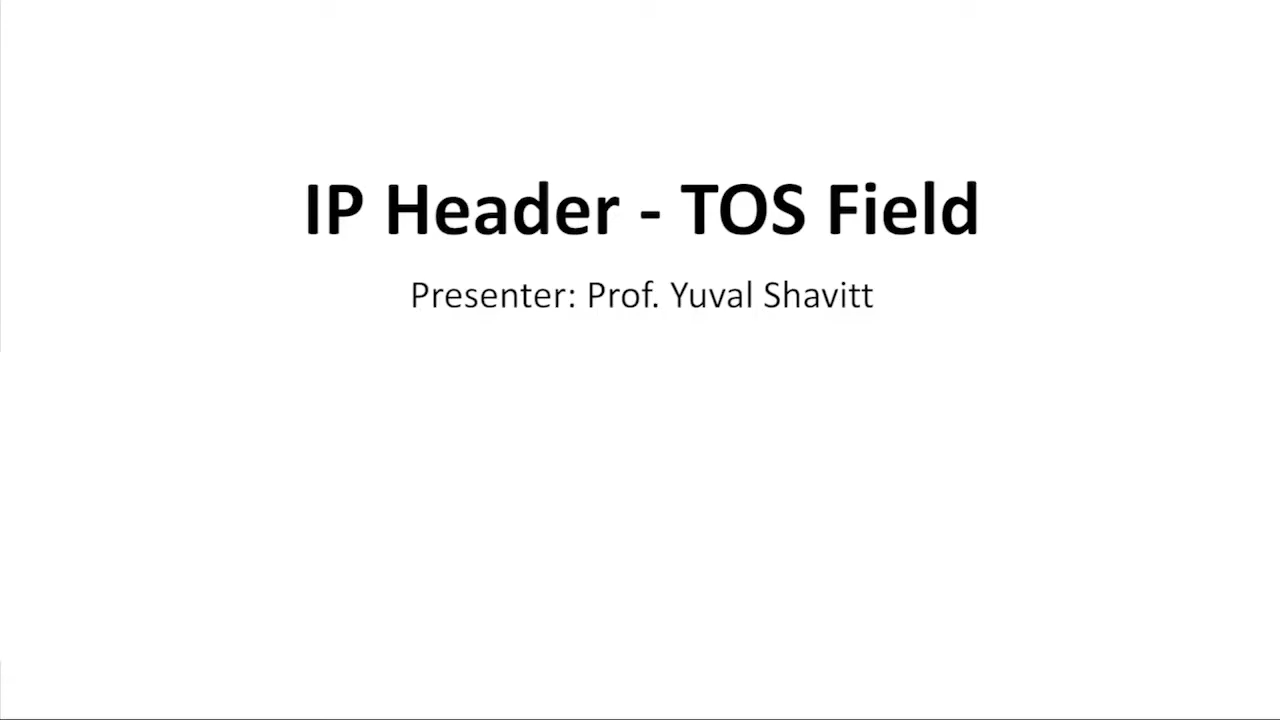 IP Header - TOS Field
Presenter: Prof. Yuval Shavitt